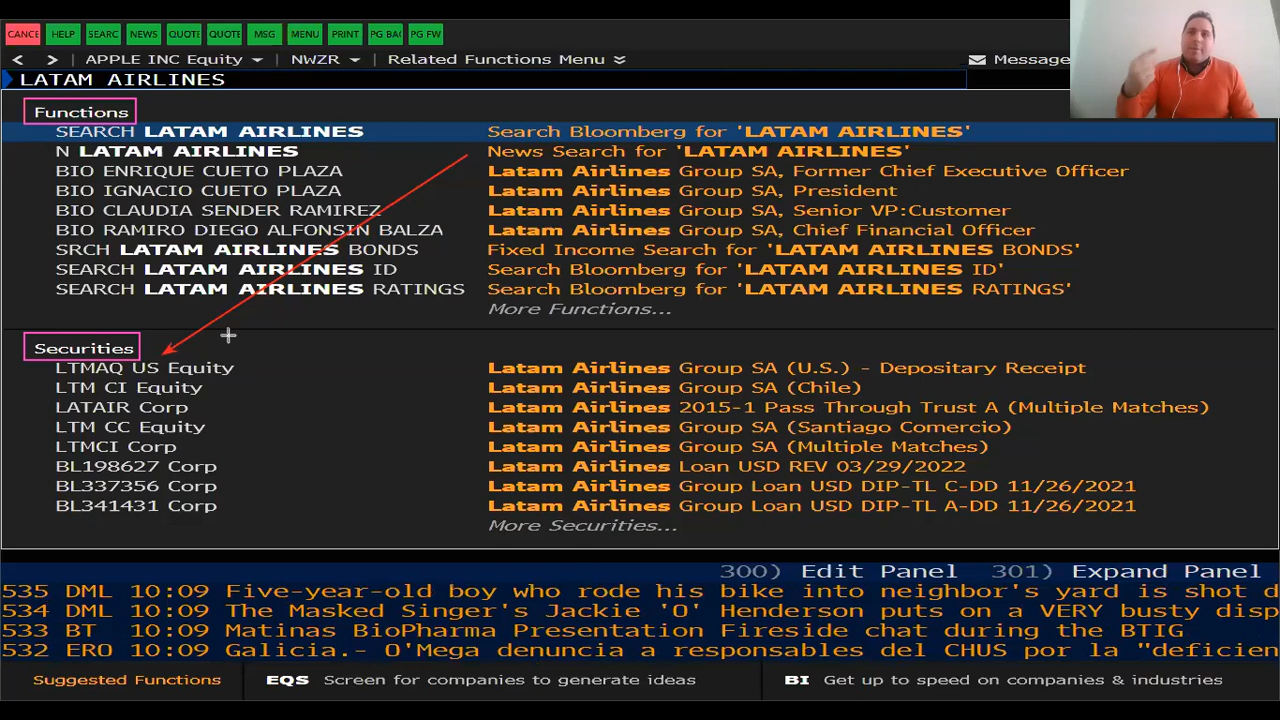 CANCE HELP SEARC NEWS QUOTE QUOTE MSG MENU PRINT PG BAC PG FW
< > APPLE INC Equity NWZR Related Functions Menu Message
LATAM AIRLINES
Functions
SEARCH LATAM AIRLINES Search Bloomberg for 'LATAM AIRLINES'
N LATAM AIRLINES News Search for 'LATAM AIRLINES'
BIO ENRIQUE CUETO PLAZA Latam Airlines Group SA, Former Chief Executive Officer
BIO IGNACIO CUETO PLAZA Latam Airlines Group SA, President
BIO CLAUDIA SENDER RAMIREZ Latam Airlines Group SA, Senior VP:Customer
BIO RAMIRO DIEGO ALFONSIN BALZA Latam Airlines Group SA, Chief Financial Officer
SRCH LATAM AIRLINES BONDS Fixed Income Search for 'LATAM AIRLINES BONDS'
SEARCH LATAM AIRLINES ID Search Bloomberg for 'LATAM AIRLINES ID'
SEARCH LATAM AIRLINES RATINGS Search Bloomberg for 'LATAM AIRLINES RATINGS'
More Functions...
Securities
LTMAQ US Equity Latam Airlines Group SA (U.S.) - Depositary Receipt
LTM CI Equity Latam Airlines Group SA (Chile)
LATAIR Corp Latam Airlines 2015-1 Pass Through Trust A (Multiple Matches)
LTM CC Equity Latam Airlines Group SA (Santiago Comercio)
LTMCI Corp Latam Airlines Group SA (Multiple Matches)
BL198627 Corp Latam Airlines Loan USD REV 03/29/2022
BL337356 Corp Latam Airlines Group Loan USD DIP-TL C-DD 11/26/2021
BL341431 Corp Latam Airlines Group Loan USD DIP-TL A-DD 11/26/2021
More Securities...
300) Edit Panel 301) Expand Panel
535 DML 10:09 Five-year-old boy who rode his bike into neighbor's yard is shot d
534 DML 10:09 The Masked Singer's Jackie 'O' Henderson puts on a VERY busty disp
533 BT 10:09 Matinas BioPharma Presentation Fireside chat during the BTIG
532 ERO 10:09 Galicia.- O'Mega denuncia a responsables del CHUS por la "deficien
Suggested Functions EQS Screen for companies to generate ideas BI Get up to speed on companies & industries